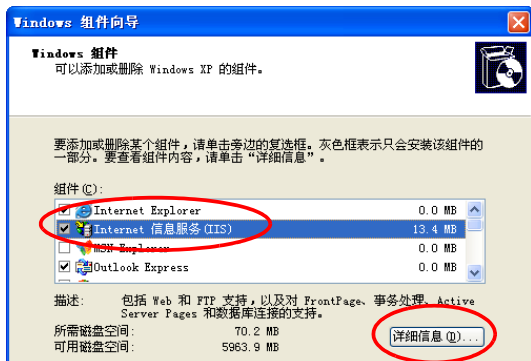 Windows 组件向导
Windows 组件
可以添加或删除 Windows XP 的组件。
要添加或删除某个组件，请单击旁边的复选框。灰色框表示只会安装该组件的
一部分。要查看组件内容，请单击“详细信息”。
组件(C):
Internet Explorer 0.0 MB
Internet 信息服务(IIS) 13.4 MB
MSN Explorer 0.0 MB
Outlook Express 0.0 MB
描述: 包括 Web 和 FTP 支持，以及对 FrontPage、事务处理、Active
Server Pages 和数据库连接的支持。
所需磁盘空间: 70.2 MB
可用磁盘空间: 5963.9 MB
详细信息(D)...